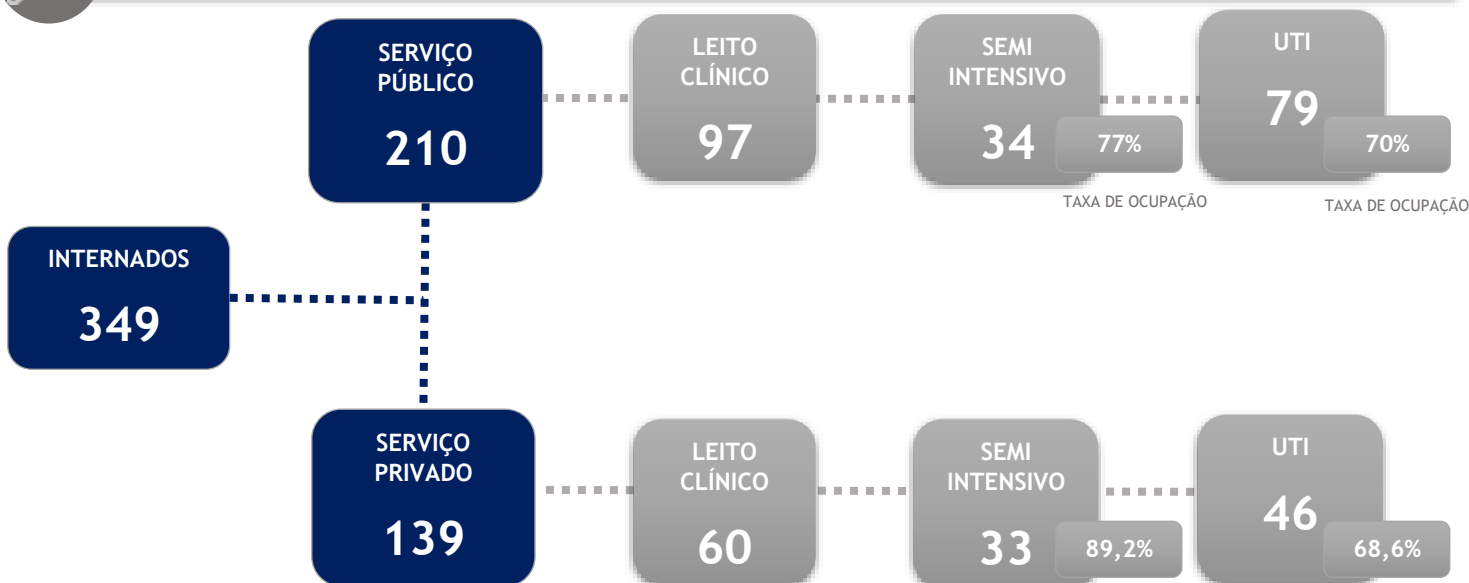 SERVIÇO
PÚBLICO
210
LEITO
CLÍNICO
97
SEMI
INTENSIVO
34
77%
TAXA DE OCUPAÇÃO
UTI
79
70%
TAXA DE OCUPAÇÃO
INTERNADOS
349
SERVIÇO
PRIVADO
139
LEITO
CLÍNICO
60
SEMI
INTENSIVO
33
89,2%
UTI
46
68,6%